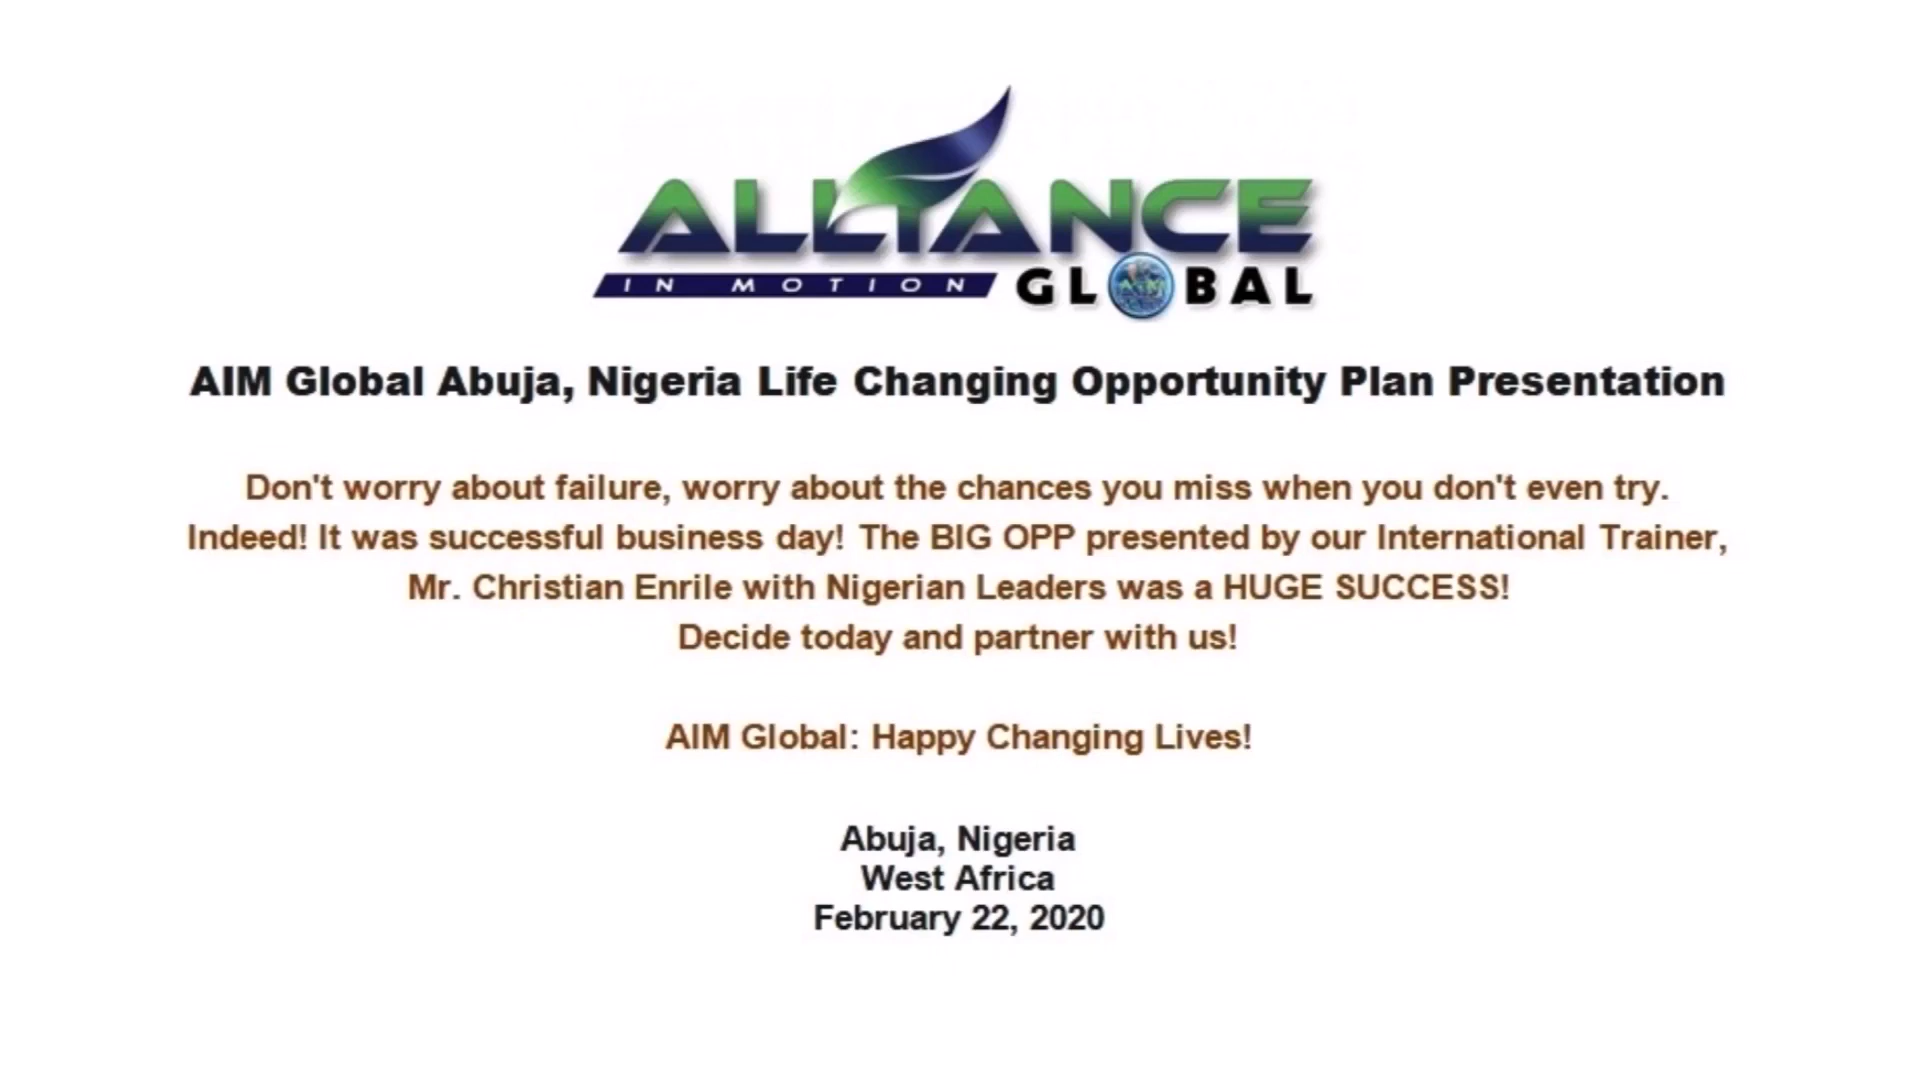 ALLIANCE
IN MOTION GLOBAL
AIM Global Abuja, Nigeria Life Changing Opportunity Plan Presentation
Don't worry about failure, worry about the chances you miss when you don't even try.
Indeed! It was successful business day! The BIG OPP presented by our International Trainer,
Mr. Christian Enrile with Nigerian Leaders was a HUGE SUCCESS!
Decide today and partner with us!
AIM Global: Happy Changing Lives!
Abuja, Nigeria
West Africa
February 22, 2020